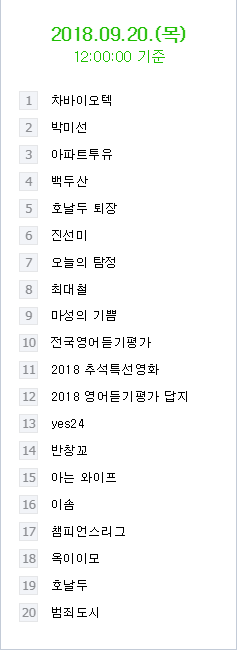 2018.09.20.(목)
12:00:00 기준
1 차바이오텍
2 박미선
3 아파트투유
4 백두산
5 호날두 퇴장
6 진선미
7 오늘의 탐정
8 최대철
9 마성의 기쁨
10 전국영어듣기평가
11 2018 추석특선영화
12 2018 영어듣기평가 답지
13 yes24
14 반창꼬
15 아는 와이프
16 이솜
17 챔피언스리그
18 옥이이모
19 호날두
20 범죄도시